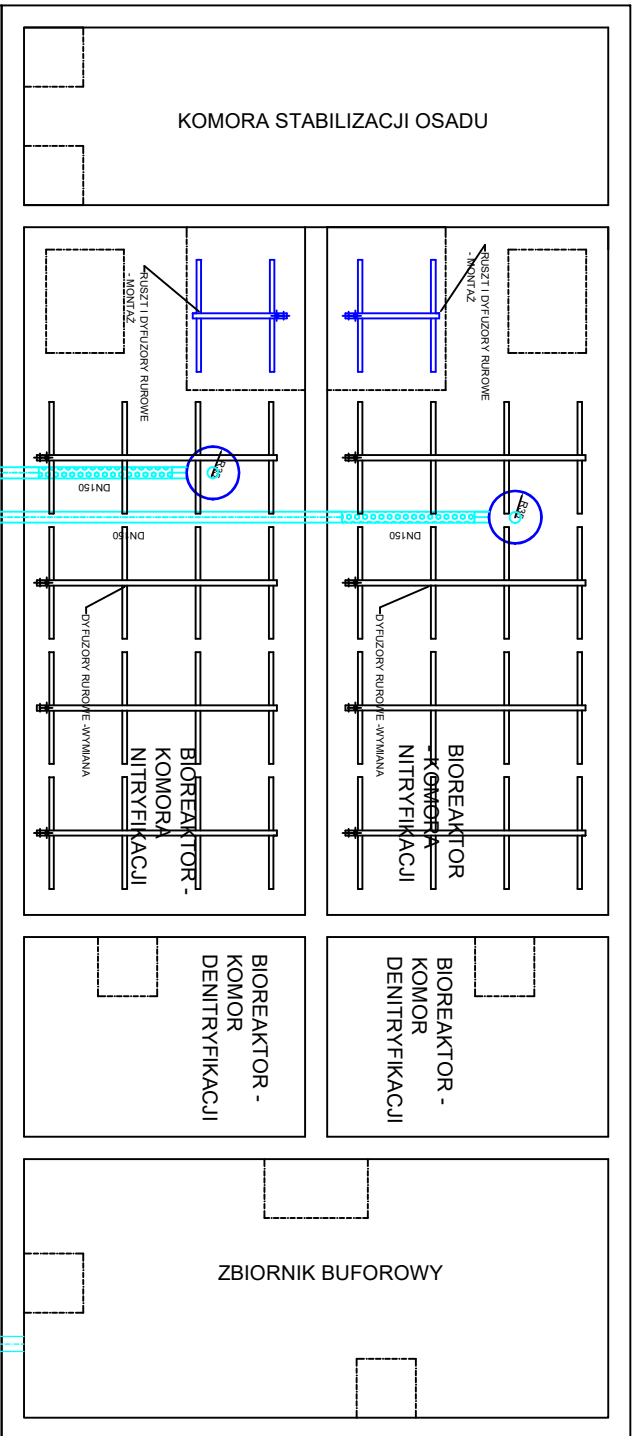 KOMORA STABILIZACJI OSADU
RUSZT I DYFUZORY RUROWE
- MONTAŻ
RUSZT I DYFUZORY RUROWE
- MONTAŻ
DN150
DN150
DN150
DYFUZORY RUROWE -WYMIANA
DYFUZORY RUROWE -WYMIANA
BIOREAKTOR -
KOMORA
NITRYFIKACJI
BIOREAKTOR
- KOMORA
NITRYFIKACJI
BIOREAKTOR -
KOMOR
DENITRYFIKACJI
BIOREAKTOR -
KOMOR
DENITRYFIKACJI
ZBIORNIK BUFOROWY